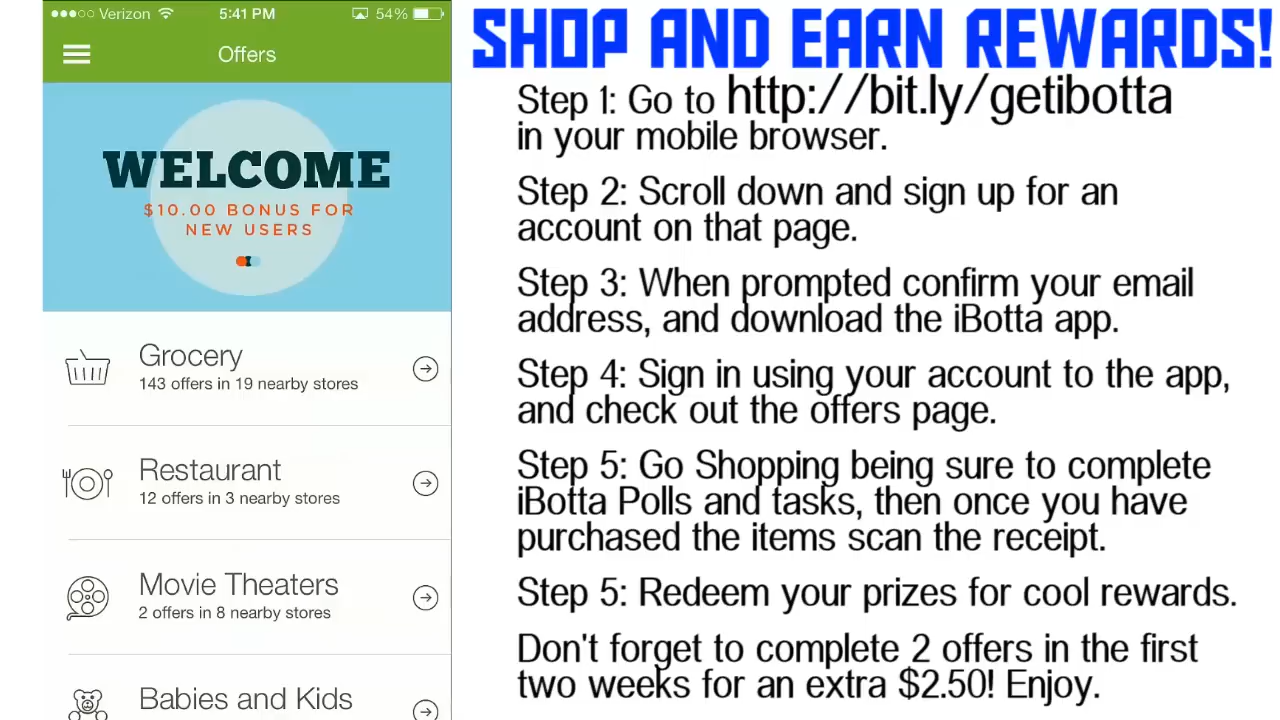 Verizon 5:41 PM 54%
Offers
WELCOME
$10.00 BONUS FOR
NEW USERS
Grocery
143 offers in 19 nearby stores
Restaurant
12 offers in 3 nearby stores
Movie Theaters
2 offers in 8 nearby stores
Babies and Kids
SHOP AND EARN REWARDS!
Step 1: Go to http://bit.ly/getibotta
in your mobile browser.
Step 2: Scroll down and sign up for an
account on that page.
Step 3: When prompted confirm your email
address, and download the iBotta app.
Step 4: Sign in using your account to the app,
and check out the offers page.
Step 5: Go Shopping being sure to complete
iBotta Polls and tasks, then once you have
purchased the items scan the receipt.
Step 5: Redeem your prizes for cool rewards.
Don't forget to complete 2 offers in the first
two weeks for an extra $2.50! Enjoy.